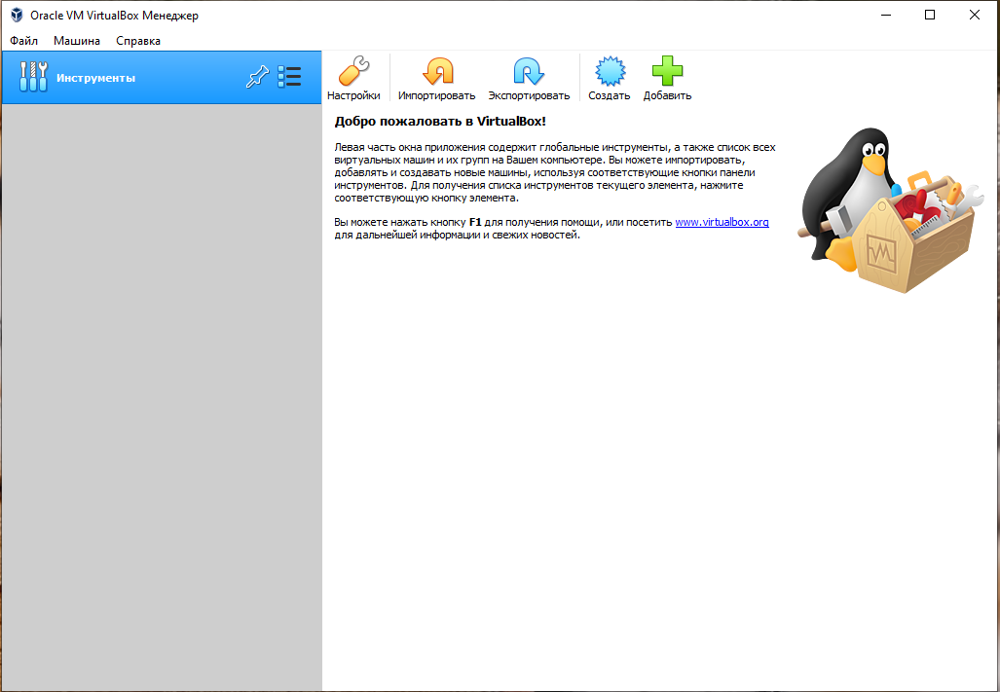 Oracle VM VirtualBox Менеджер
Файл Машина Справка
Инструменты
Настройки Импортировать Экспортировать Создать Добавить
Добро пожаловать в VirtualBox!
Левая часть окна приложения содержит глобальные инструменты, а также список всех
виртуальных машин и их групп на Вашем компьютере. Вы можете импортировать,
добавлять и создавать новые машины, используя соответствующие кнопки панели
инструментов. Для получения списка инструментов текущего элемента, нажмите
соответствующую кнопку элемента.
Вы можете нажать кнопку F1 для получения помощи, или посетить www.virtualbox.org
для дальнейшей информации и свежих новостей.
VM